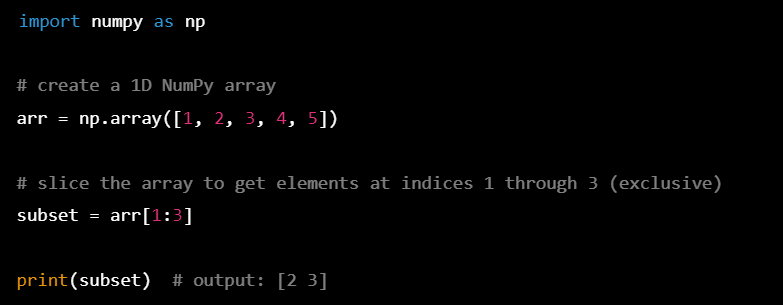 import numpy as np
# create a 1D NumPy array
arr = np.array([1, 2, 3, 4, 5])
# slice the array to get elements at indices 1 through 3 (exclusive)
subset = arr[1:3]
print(subset)  # output: [2 3]